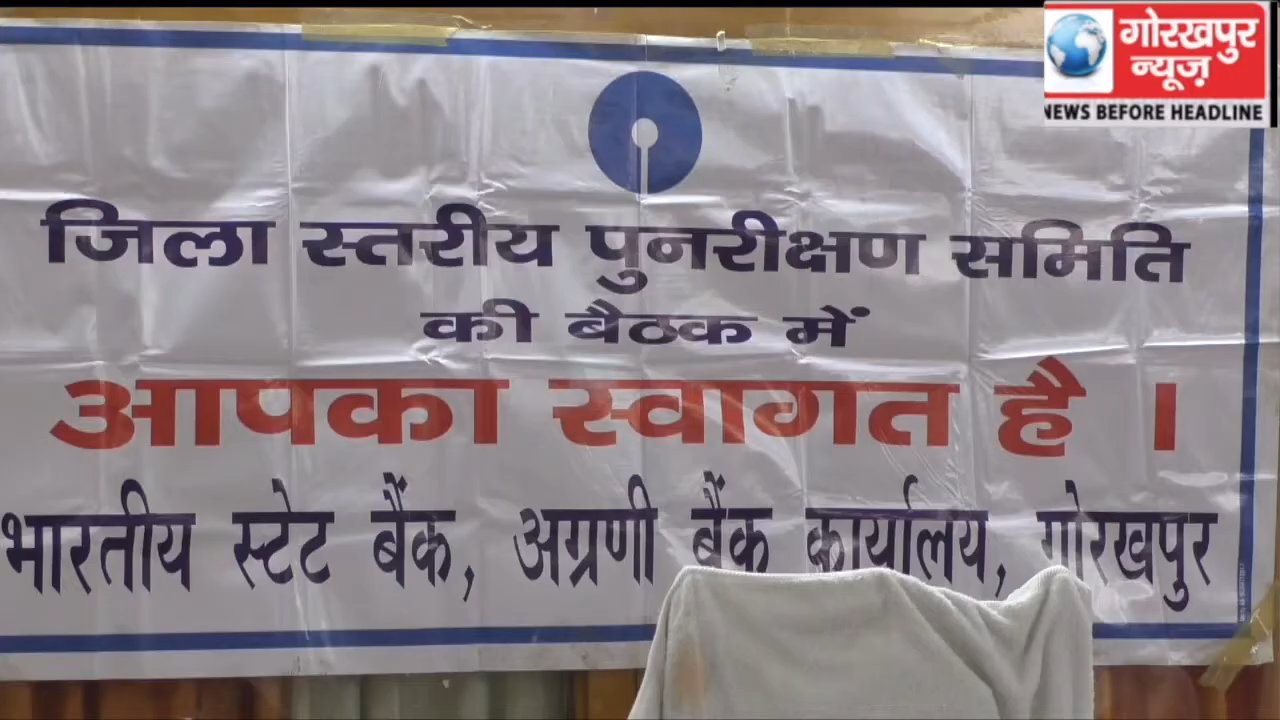 गोरखपुर
न्यूज़
NEWS BEFORE HEADLINE
जिला स्तरीय पुनरीक्षण समिति
की बैठक में
आपका स्वागत है ।
भारतीय स्टेट बैंक, अग्रणी बैंक कार्यालय, गोरखपुर